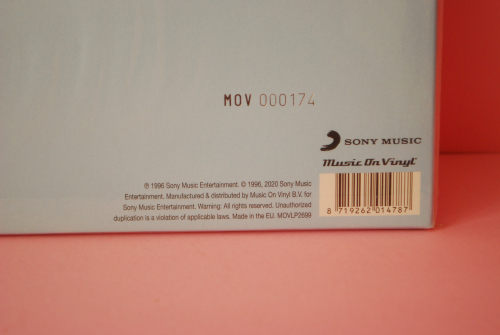 MOV 000174
SONY MUSIC
Music On Vinyl
℗ 1996 Sony Music Entertainment. © 1996, 2020 Sony Music
Entertainment. Manufactured & distributed by Music On Vinyl B.V. for
Sony Music Entertainment. Warning: All rights reserved. Unauthorized
duplication is a violation of applicable laws. Made in the EU. MOVLP2699
8 719262 014787